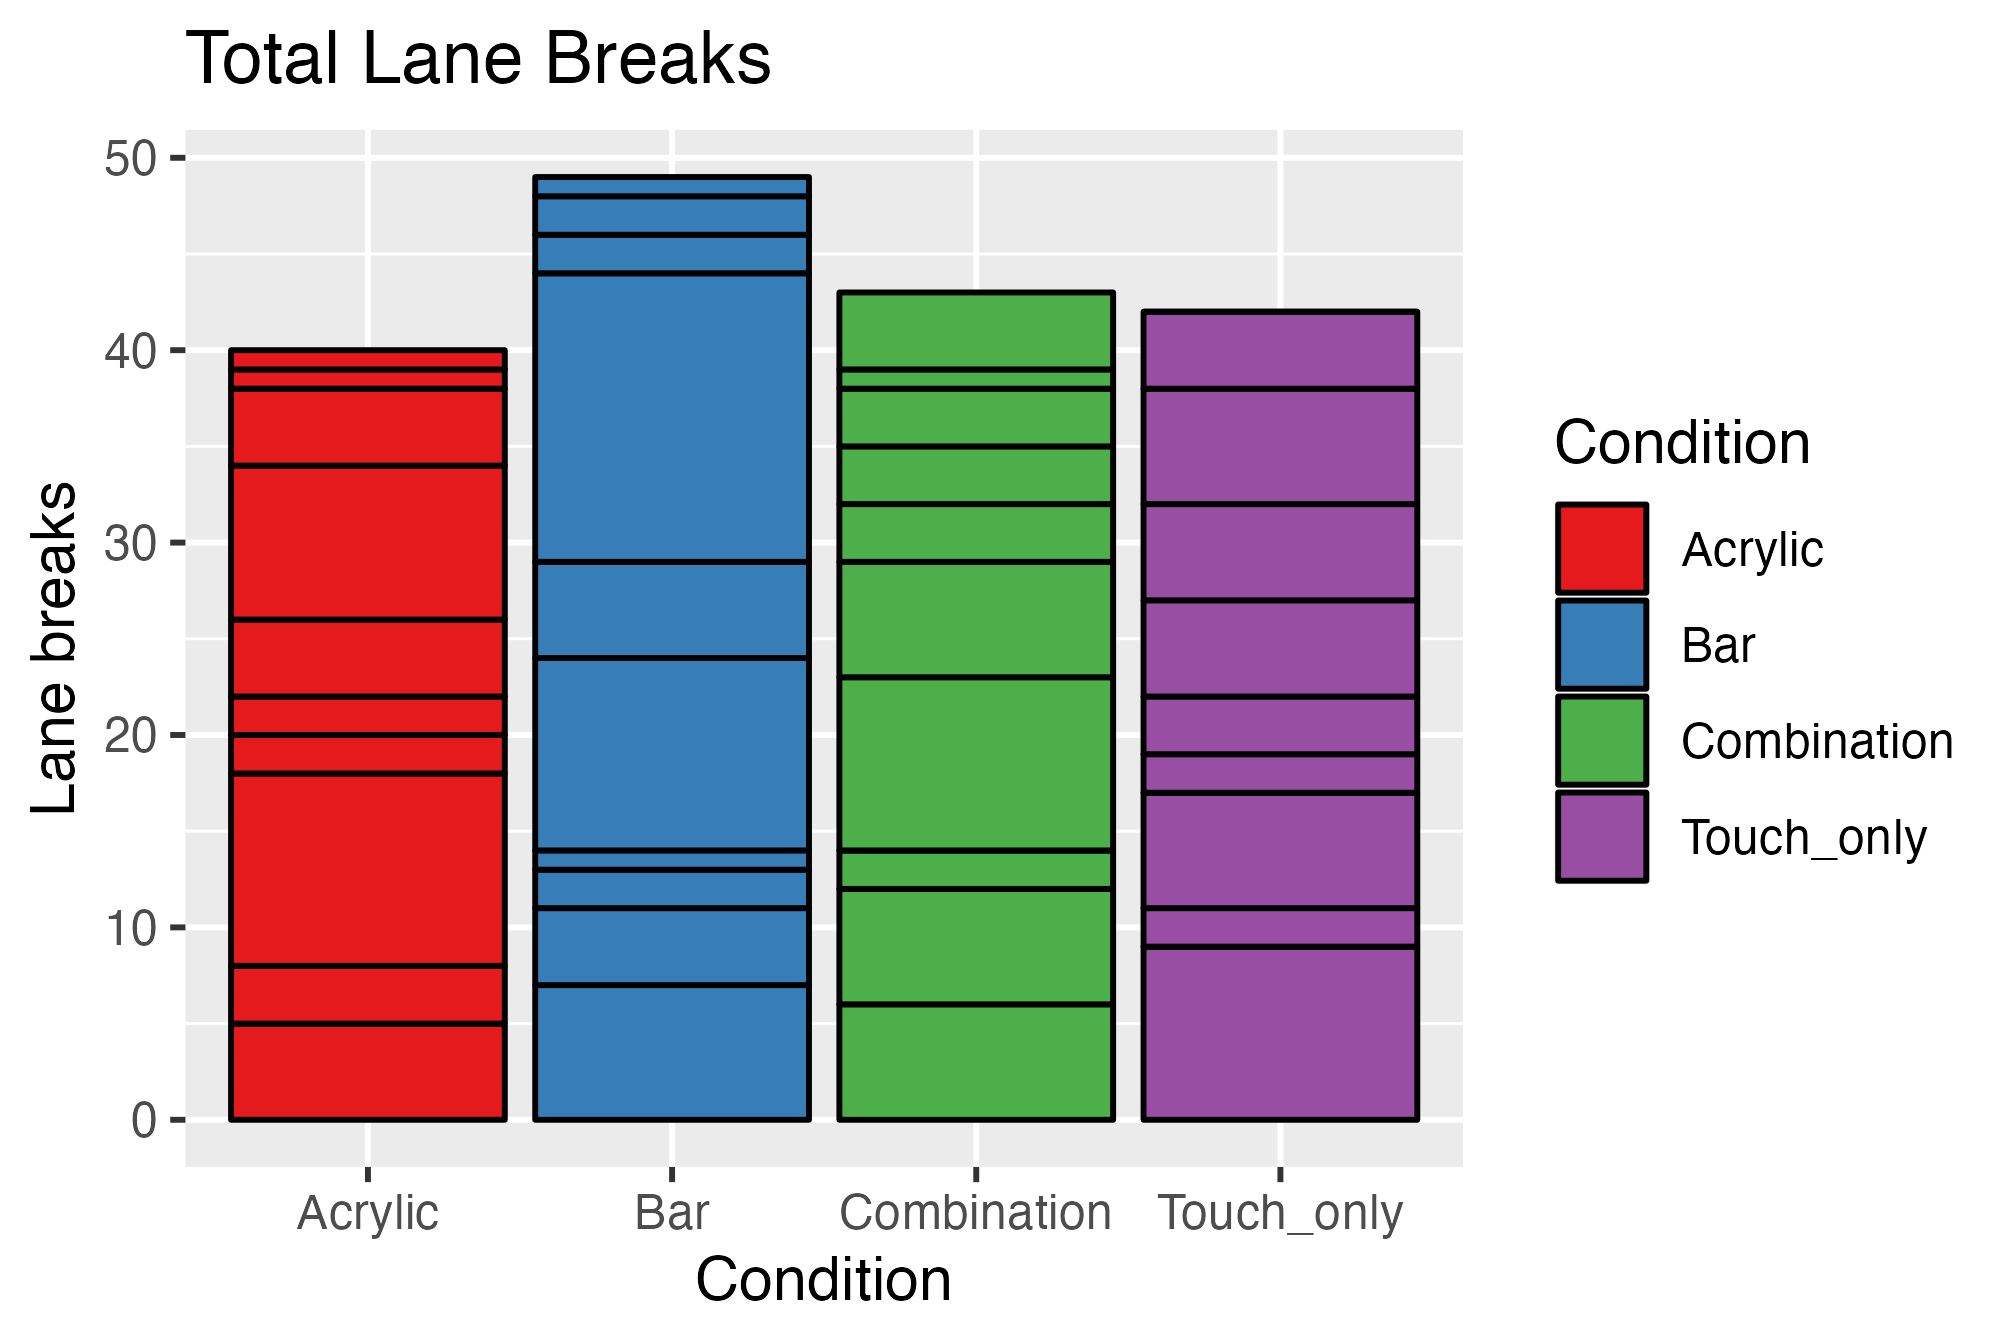 Total Lane Breaks
50
40
30
20
10
0
Lane breaks
Acrylic
Bar
Combination
Touch_only
Condition
Condition
Acrylic
Bar
Combination
Touch_only